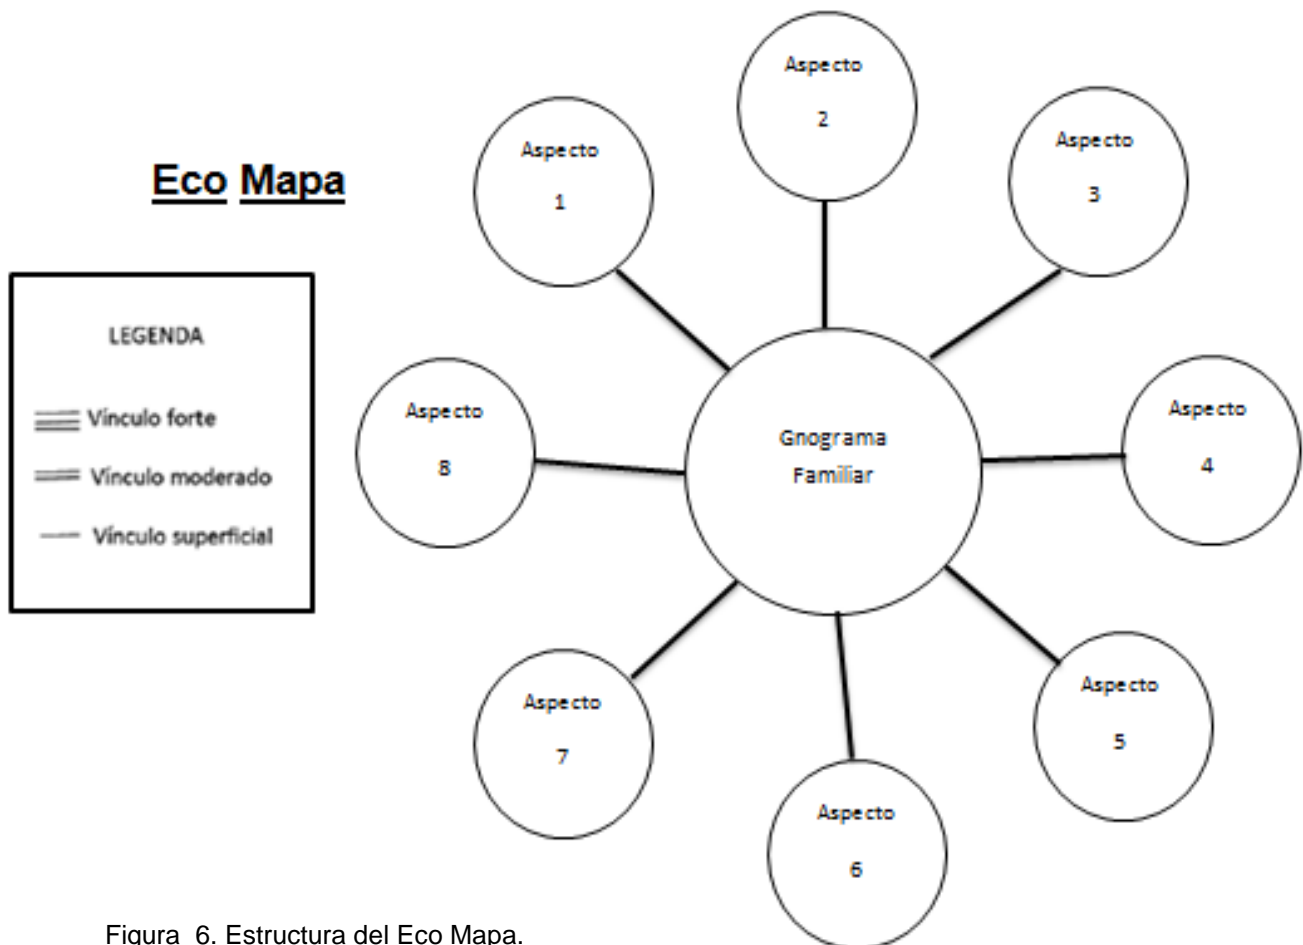 Eco Mapa
LEGENDA
Vínculo forte
Vínculo moderado
Vínculo superficial
Aspecto
1
Aspecto
2
Aspecto
3
Aspecto
4
Aspecto
5
Aspecto
6
Aspecto
7
Aspecto
8
Gnograma
Familiar
Figura 6. Estructura del Eco Mapa.